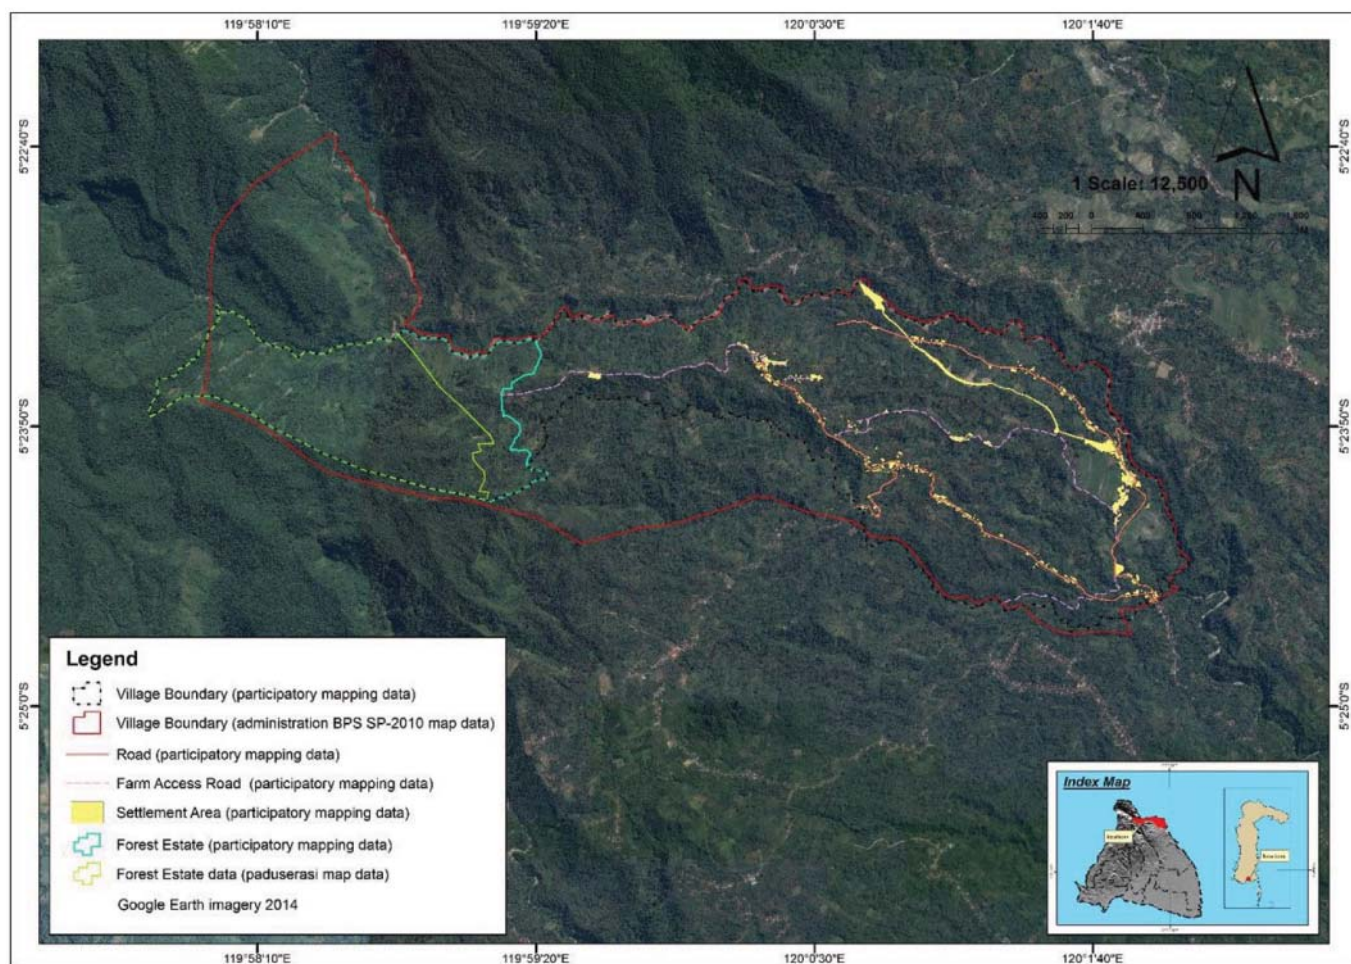 119°58'10"E 119°59'20"E 120°0'30"E 120°1'40"E
5°22'40"S 5°22'40"S
1 Scale: 12,500
N
5°23'50"S 5°23'50"S
5°25'0"S 5°25'0"S
Legend
Village Boundary (participatory mapping data)
Village Boundary (administration BPS SP-2010 map data)
Road (participatory mapping data)
Farm Access Road (participatory mapping data)
Settlement Area (participatory mapping data)
Forest Estate (participatory mapping data)
Forest Estate data (paduserasi map data)
Google Earth imagery 2014
Index Map
119°58'10"E 119°59'20"E 120°0'30"E 120°1'40"E